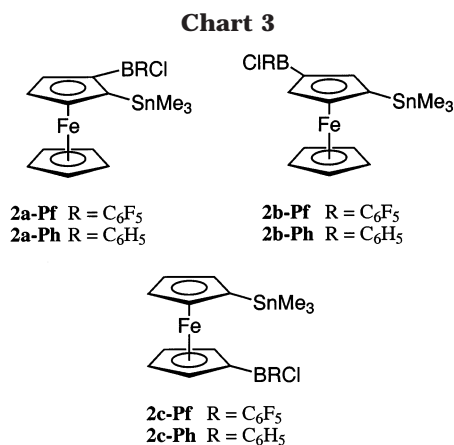 Chart 3
BRCl
SnMe₃
Fe
2a-Pf R = C₆F₅
2a-Ph R = C₆H₅
ClRB
SnMe₃
Fe
2b-Pf R = C₆F₅
2b-Ph R = C₆H₅
SnMe₃
Fe
BRCl
2c-Pf R = C₆F₅
2c-Ph R = C₆H₅